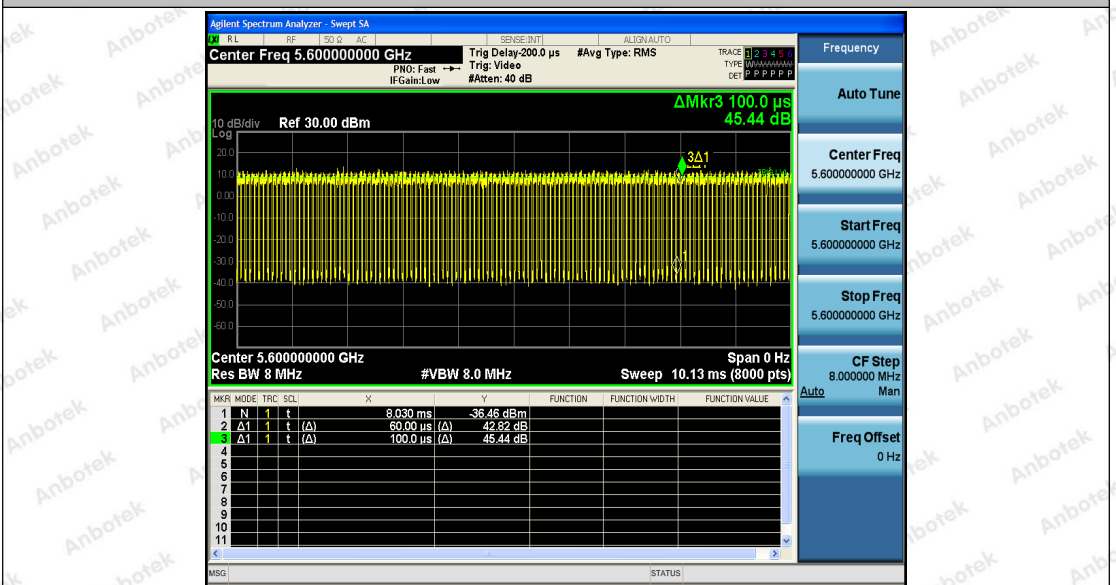 Agilent Spectrum Analyzer - Swept SA
RL RF 50 Ω AC SENSE:INT ALIGN AUTO
Center Freq 5.600000000 GHz
PNO: Fast
IFGain:Low
Trig Delay-200.0 µs
Trig: Video
#Atten: 40 dB
#Avg Type: RMS
TRACE 1 2 3 4 5 6
TYPE
DET P P P P P P
ΔMkr3 100.0 µs
45.44 dB
10 dB/div
Log
Ref 30.00 dBm
20.0
10.0
0.00
-10.0
-20.0
-30.0
-40.0
-50.0
-60.0
3Δ1
Center 5.600000000 GHz
Span 0 Hz
Res BW 8 MHz
#VBW 8.0 MHz
Sweep 10.13 ms (8000 pts)
MKR MODE TRC SCL X Y FUNCTION FUNCTION WIDTH FUNCTION VALUE
1 N 1 t 8.030 ms -36.46 dBm
2 Δ1 1 t (Δ) 60.00 µs (Δ) 42.82 dB
3 Δ1 1 t (Δ) 100.0 µs (Δ) 45.44 dB
4
5
6
7
8
9
10
11
MSG
STATUS
Frequency
Auto Tune
Center Freq
5.600000000 GHz
Start Freq
5.600000000 GHz
Stop Freq
5.600000000 GHz
CF Step
8.000000 MHz
Auto Man
Freq Offset
0 Hz
Anbotek